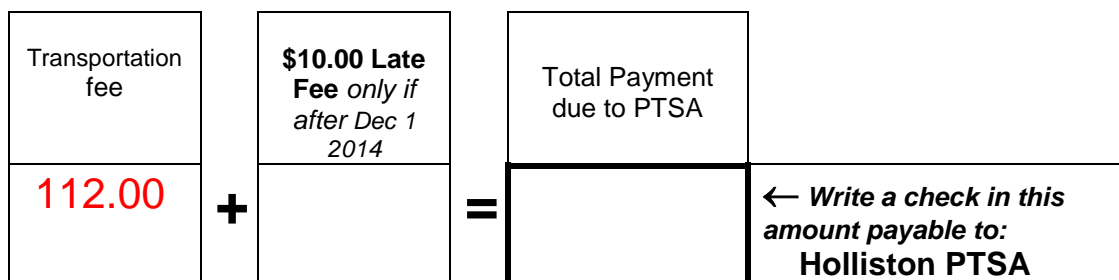 Transportation
fee
$10.00 Late
Fee only if
after Dec 1
2014
Total Payment
due to PTSA
112.00
+
=
← Write a check in this
amount payable to:
Holliston PTSA